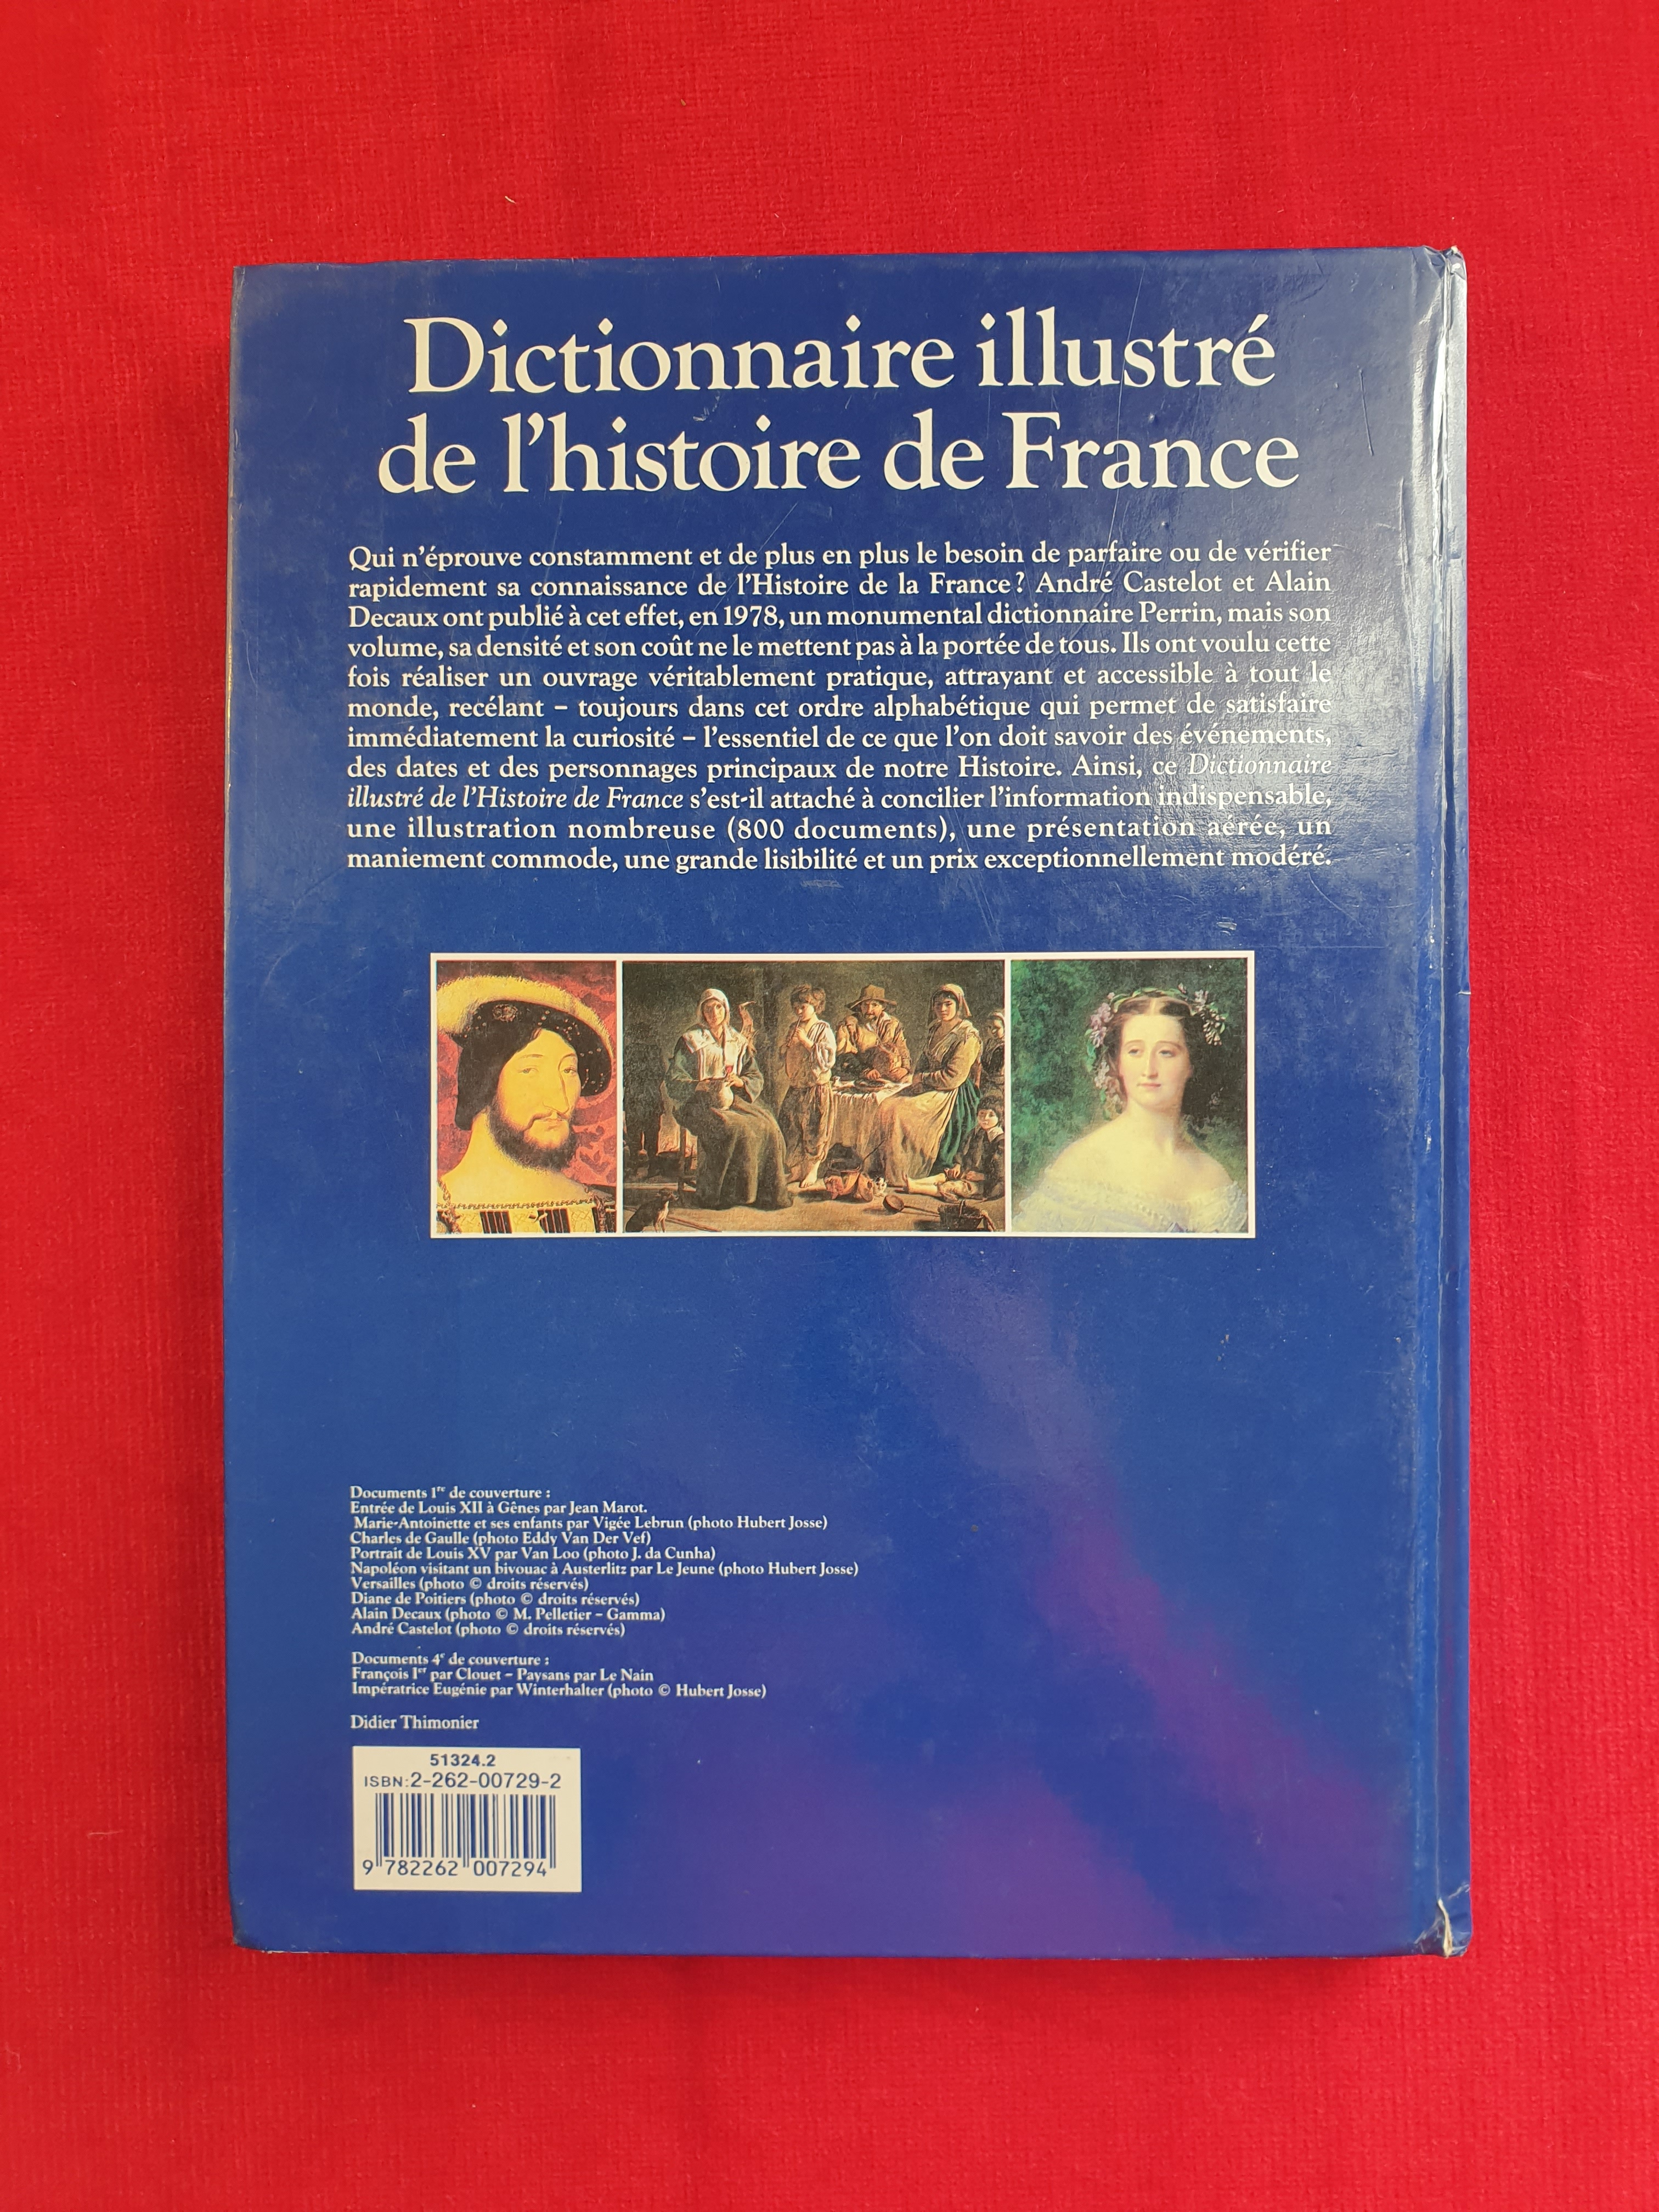 Dictionnaire illustré
de l'histoire de France
Qui n'éprouve constamment et de plus en plus le besoin de parfaire ou de vérifier
rapidement sa connaissance de l'Histoire de la France ? André Castelot et Alain
Decaux ont publié à cet effet, en 1978, un monumental dictionnaire Perrin, mais son
volume, sa densité et son coût ne le mettent pas à la portée de tous. Ils ont voulu cette
fois réaliser un ouvrage véritablement pratique, attrayant et accessible à tout le
monde, recélant – toujours dans cet ordre alphabétique qui permet de satisfaire
immédiatement la curiosité – l'essentiel de ce que l'on doit savoir des événements,
des dates et des personnages principaux de notre Histoire. Ainsi, ce Dictionnaire
illustré de l'Histoire de France s'est-il attaché à concilier l'information indispensable,
une illustration nombreuse (800 documents), une présentation aérée, un
maniement commode, une grande lisibilité et un prix exceptionnellement modéré.
Documents 1re de couverture :
Entrée de Louis XII à Gênes par Jean Marot.
Marie-Antoinette et ses enfants par Vigée Lebrun (photo Hubert Josse)
Charles de Gaulle (photo Eddy Van Der Vef)
Portrait de Louis XV par Van Loo (photo J. da Cunha)
Napoléon visitant un bivouac à Austerlitz par Le Jeune (photo Hubert Josse)
Versailles (photo © droits réservés)
Diane de Poitiers (photo © droits réservés)
Alain Decaux (photo © M. Pelletier – Gamma)
André Castelot (photo © droits réservés)
Documents 4e de couverture :
François Ier par Clouet – Paysans par Le Nain
Impératrice Eugénie par Winterhalter (photo © Hubert Josse)
Didier Thimonier
51324.2
ISBN:2-262-00729-2
9 782262 007294